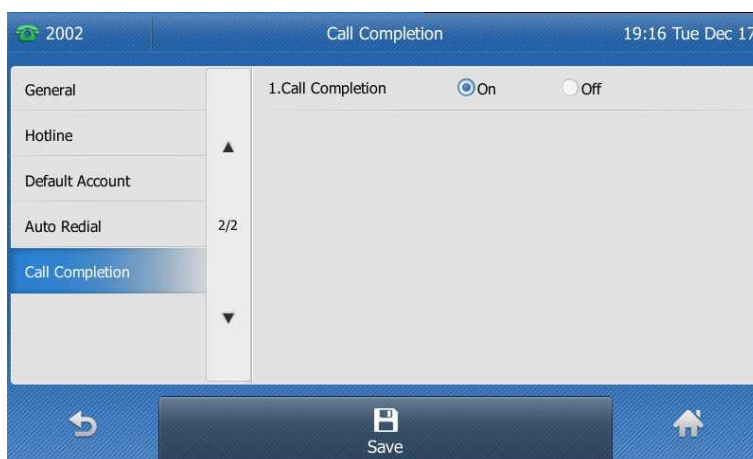 2002 Call Completion 19:16 Tue Dec 17
General
Hotline
Default Account
Auto Redial
Call Completion
2/2
1.Call Completion On Off
Save